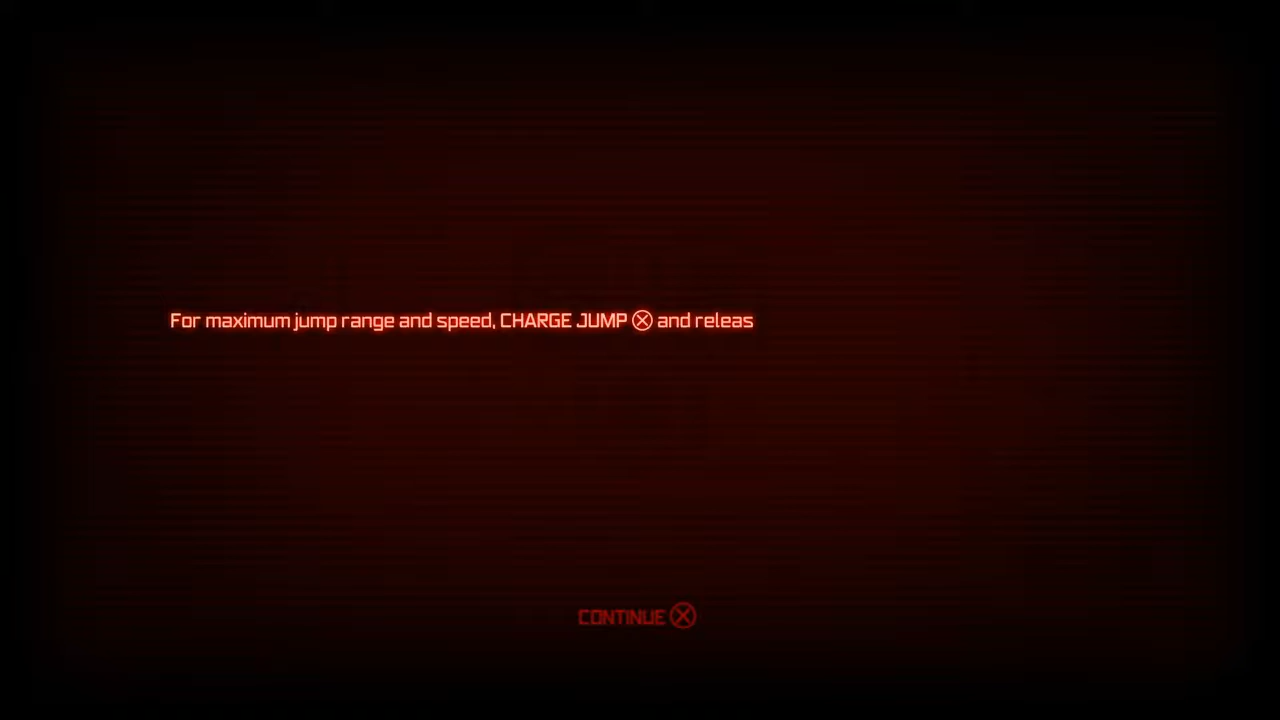 For maximum jump range and speed, CHARGE JUMP ⓧ and releas
CONTINUE ⓧ